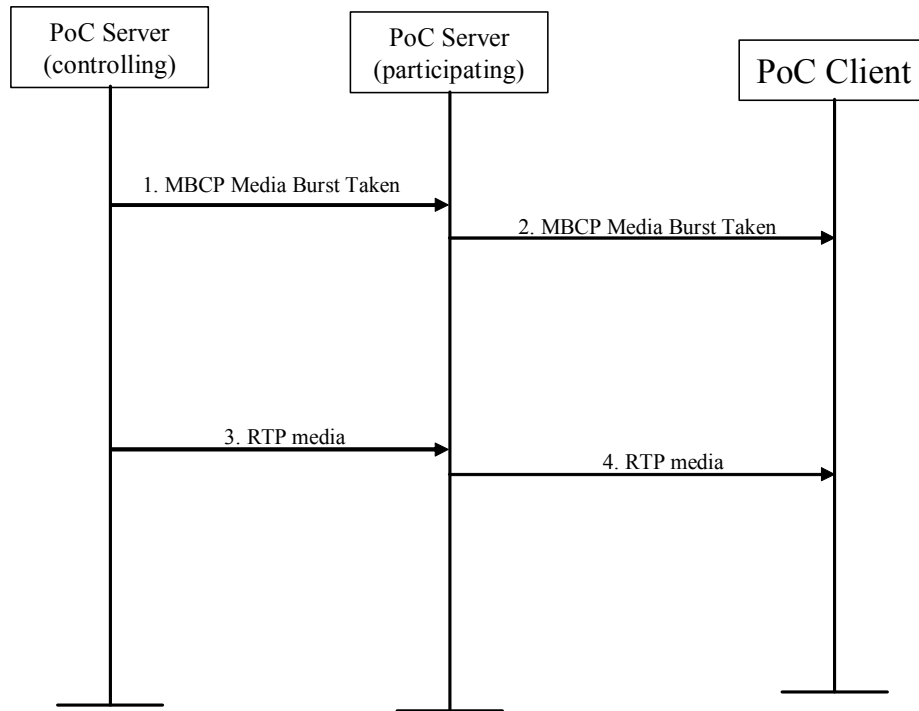 PoC Server
(controlling)
PoC Server
(participating)
PoC Client
1. MBCP Media Burst Taken
2. MBCP Media Burst Taken
3. RTP media
4. RTP media